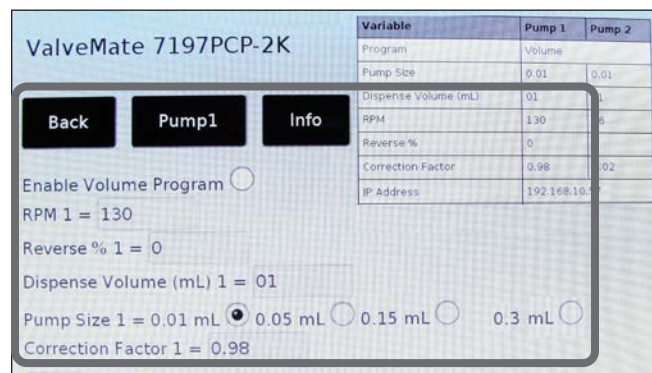 ValveMate 7197PCP-2K
Variable Pump 1 Pump 2
Program Volume
Pump Size 0.01 0.01
Dispense Volume (mL) 01
RPM 130
Reverse % 0
Correction Factor 0.98
IP Address
Back Pump1 Info
Enable Volume Program
RPM 1 = 130
Reverse % 1 = 0
Dispense Volume (mL) 1 = 01
Pump Size 1 = 0.01 mL 0.05 mL 0.15 mL 0.3 mL
Correction Factor 1 = 0.98